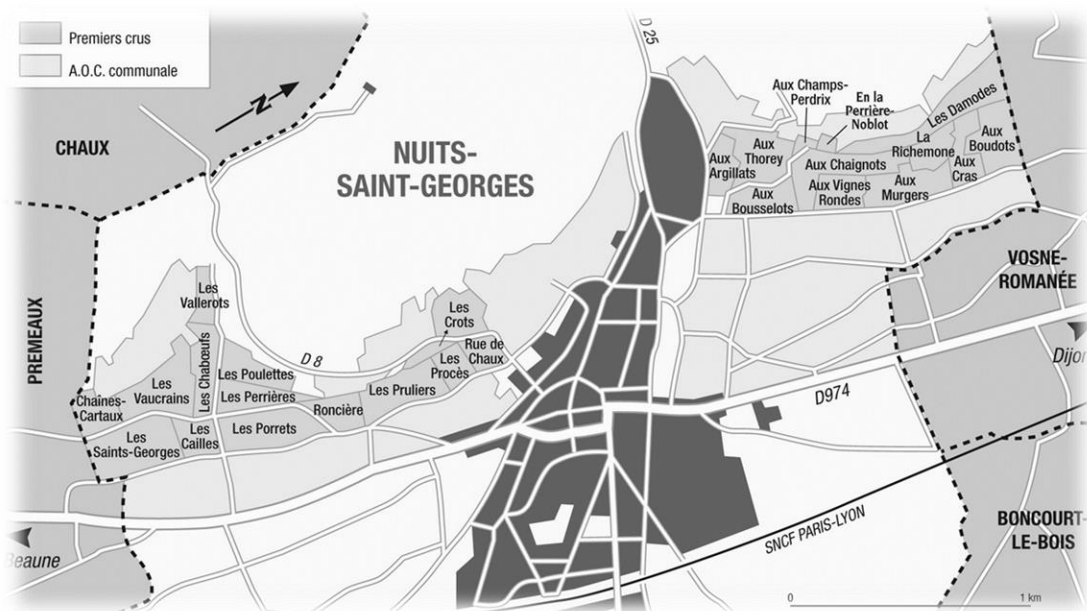 Premiers crus
A.O.C. communale
N
D 25
CHAUX
NUITS-
SAINT-GEORGES
Aux Champs-
Perdrix
En la
Perrière-
Noblot
Les Damodes
La
Richemone
Aux
Boudots
Aux
Cras
Aux
Argillats
Aux
Thorey
Aux Chaignots
Aux
Bousselots
Aux Vignes
Rondes
Aux
Murgers
VOSNE-
ROMANÉE
PREMEAUX
Les
Vallerots
Les
Crots
Rue de
Chaux
Les
Procès
D 8
Les Chabœufs
Les Poulettes
Les Pruliers
Les
Vaucrains
Les Perrières
Chaînes-
Cartaux
Roncière
Les
Saints-Georges
Les
Cailles
Les Porrets
D974
Dijon
Beaune
SNCF PARIS-LYON
BONCOURT-
LE-BOIS
0 1 km